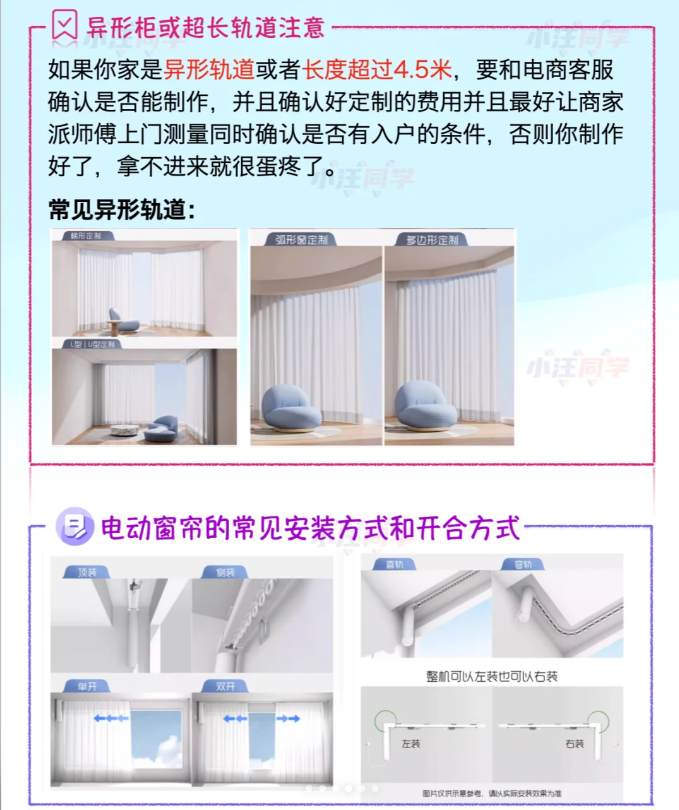 异形柜或超长轨道注意
小汪同学
如果你家是异形轨道或者长度超过4.5米，要和电商客服
确认是否能制作，并且确认好定制的费用并且最好让商家
派师傅上门测量同时确认是否有入户的条件，否则你制作
好了，拿不进来就很蛋疼了。
小汪同学
常见异形轨道：
梯形定制
弧形窗定制
多边形定制
L型 | U型定制
小汪同学
电动窗帘的常见安装方式和开合方式
顶装
侧装
直轨
弯轨
整机可以左装也可以右装
单开
双开
左装
右装
图片仅供示意参考，请以实际安装效果为准